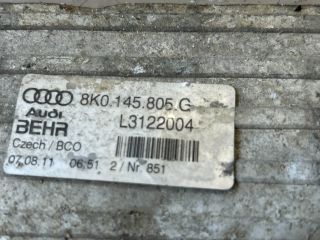 8K0.145.805.G
Audi
L3122004
BEHR
Czech / BCO
07.08.11 06:51 2 / Nr. 851